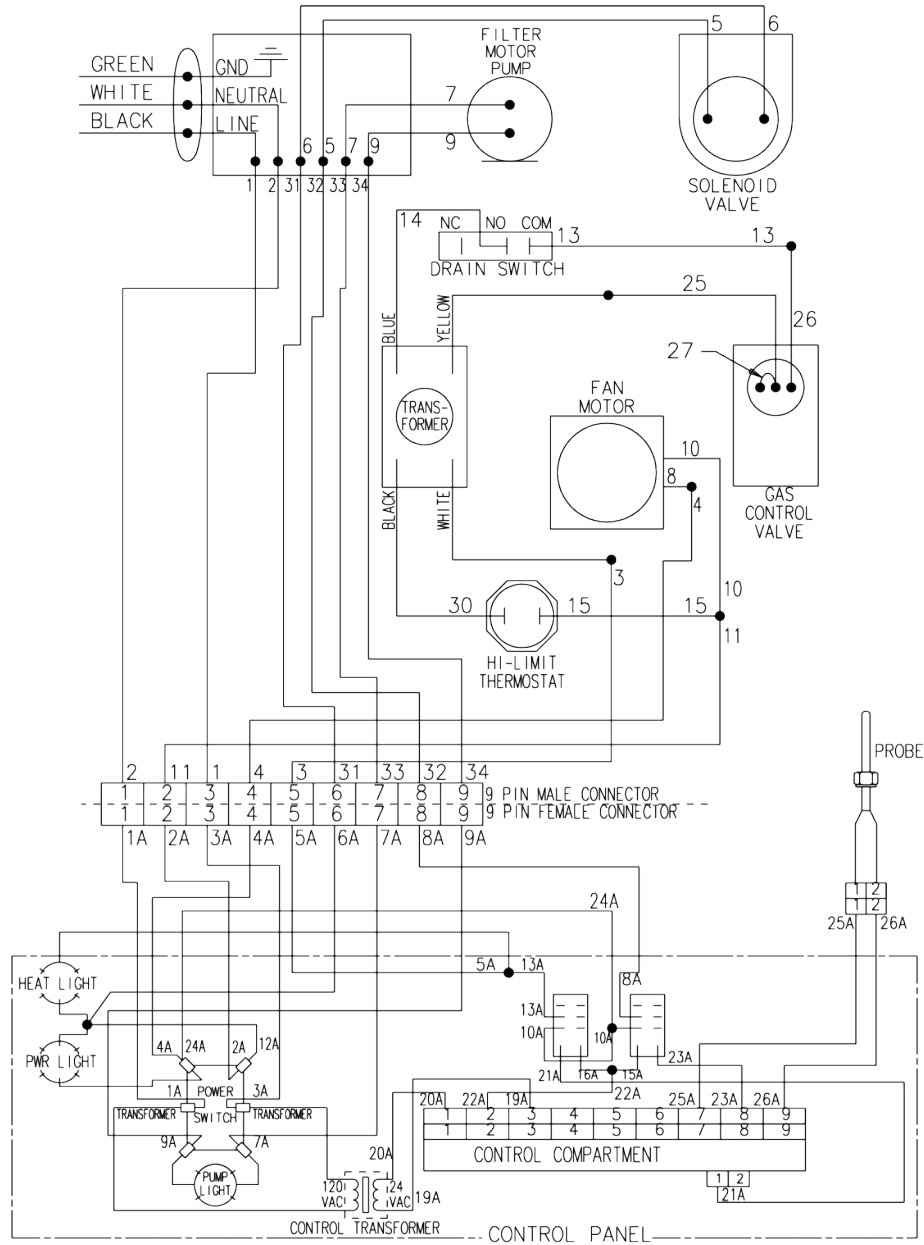 5 6
FILTER
MOTOR
PUMP
GREEN GND
WHITE NEUTRAL 7
BLACK LINE 9
6 5 7 9
1 2 31 32 33 34
SOLENOID
VALVE
14 NC NO COM 13 13
DRAIN SWITCH
25
BLUE YELLOW 26
27
FAN
MOTOR
TRANS-
FORMER
10
8
4
BLACK WHITE
GAS
CONTROL
VALVE
3
10
30 15 15
11
HI-LIMIT
THERMOSTAT
PROBE
2 11 1 4 3 31 33 32 34
1 2 3 4 5 6 7 8 9 9 PIN MALE CONNECTOR
1 2 3 4 5 6 7 8 9 9 PIN FEMALE CONNECTOR
1A 2A 3A 4A 5A 6A 7A 8A 9A
1 2
1 2
24A
25A 26A
5A 13A 8A
HEAT LIGHT
13A
10A 10A
4A 24A 2A 12A
PWR LIGHT
23A
21A 16A 15A
1A POWER 3A
22A
TRANSFORMER SWITCH TRANSFORMER
20A 22A 19A 25A 23A 26A
1 2 3 4 5 6 7 8 9
1 2 3 4 5 6 7 8 9
9A 7A
CONTROL COMPARTMENT
20A
PUMP
LIGHT
1 2
120
VAC
24
VAC
19A
21A
CONTROL TRANSFORMER
CONTROL PANEL